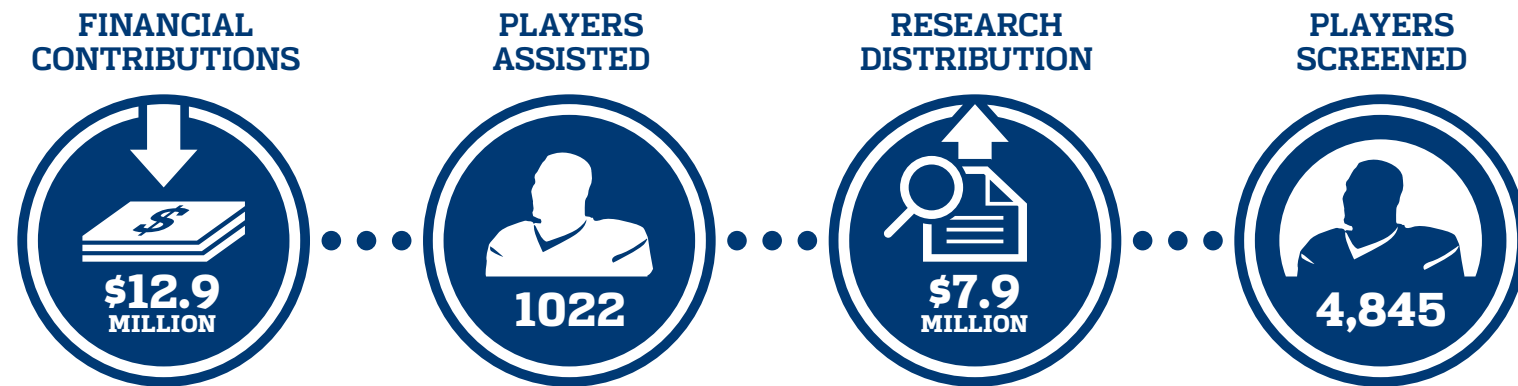 FINANCIAL
CONTRIBUTIONS
$
$12.9
MILLION
PLAYERS
ASSISTED
1022
RESEARCH
DISTRIBUTION
$7.9
MILLION
PLAYERS
SCREENED
4,845